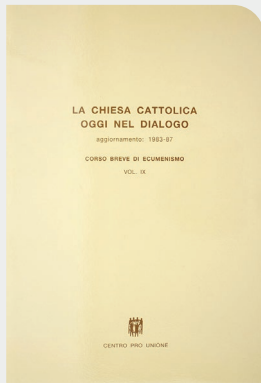 LA CHIESA CATTOLICA
OGGI NEL DIALOGO
aggiornamento: 1983-87
CORSO BREVE DI ECUMENISMO
VOL. IX
CENTRO PRO UNIONE